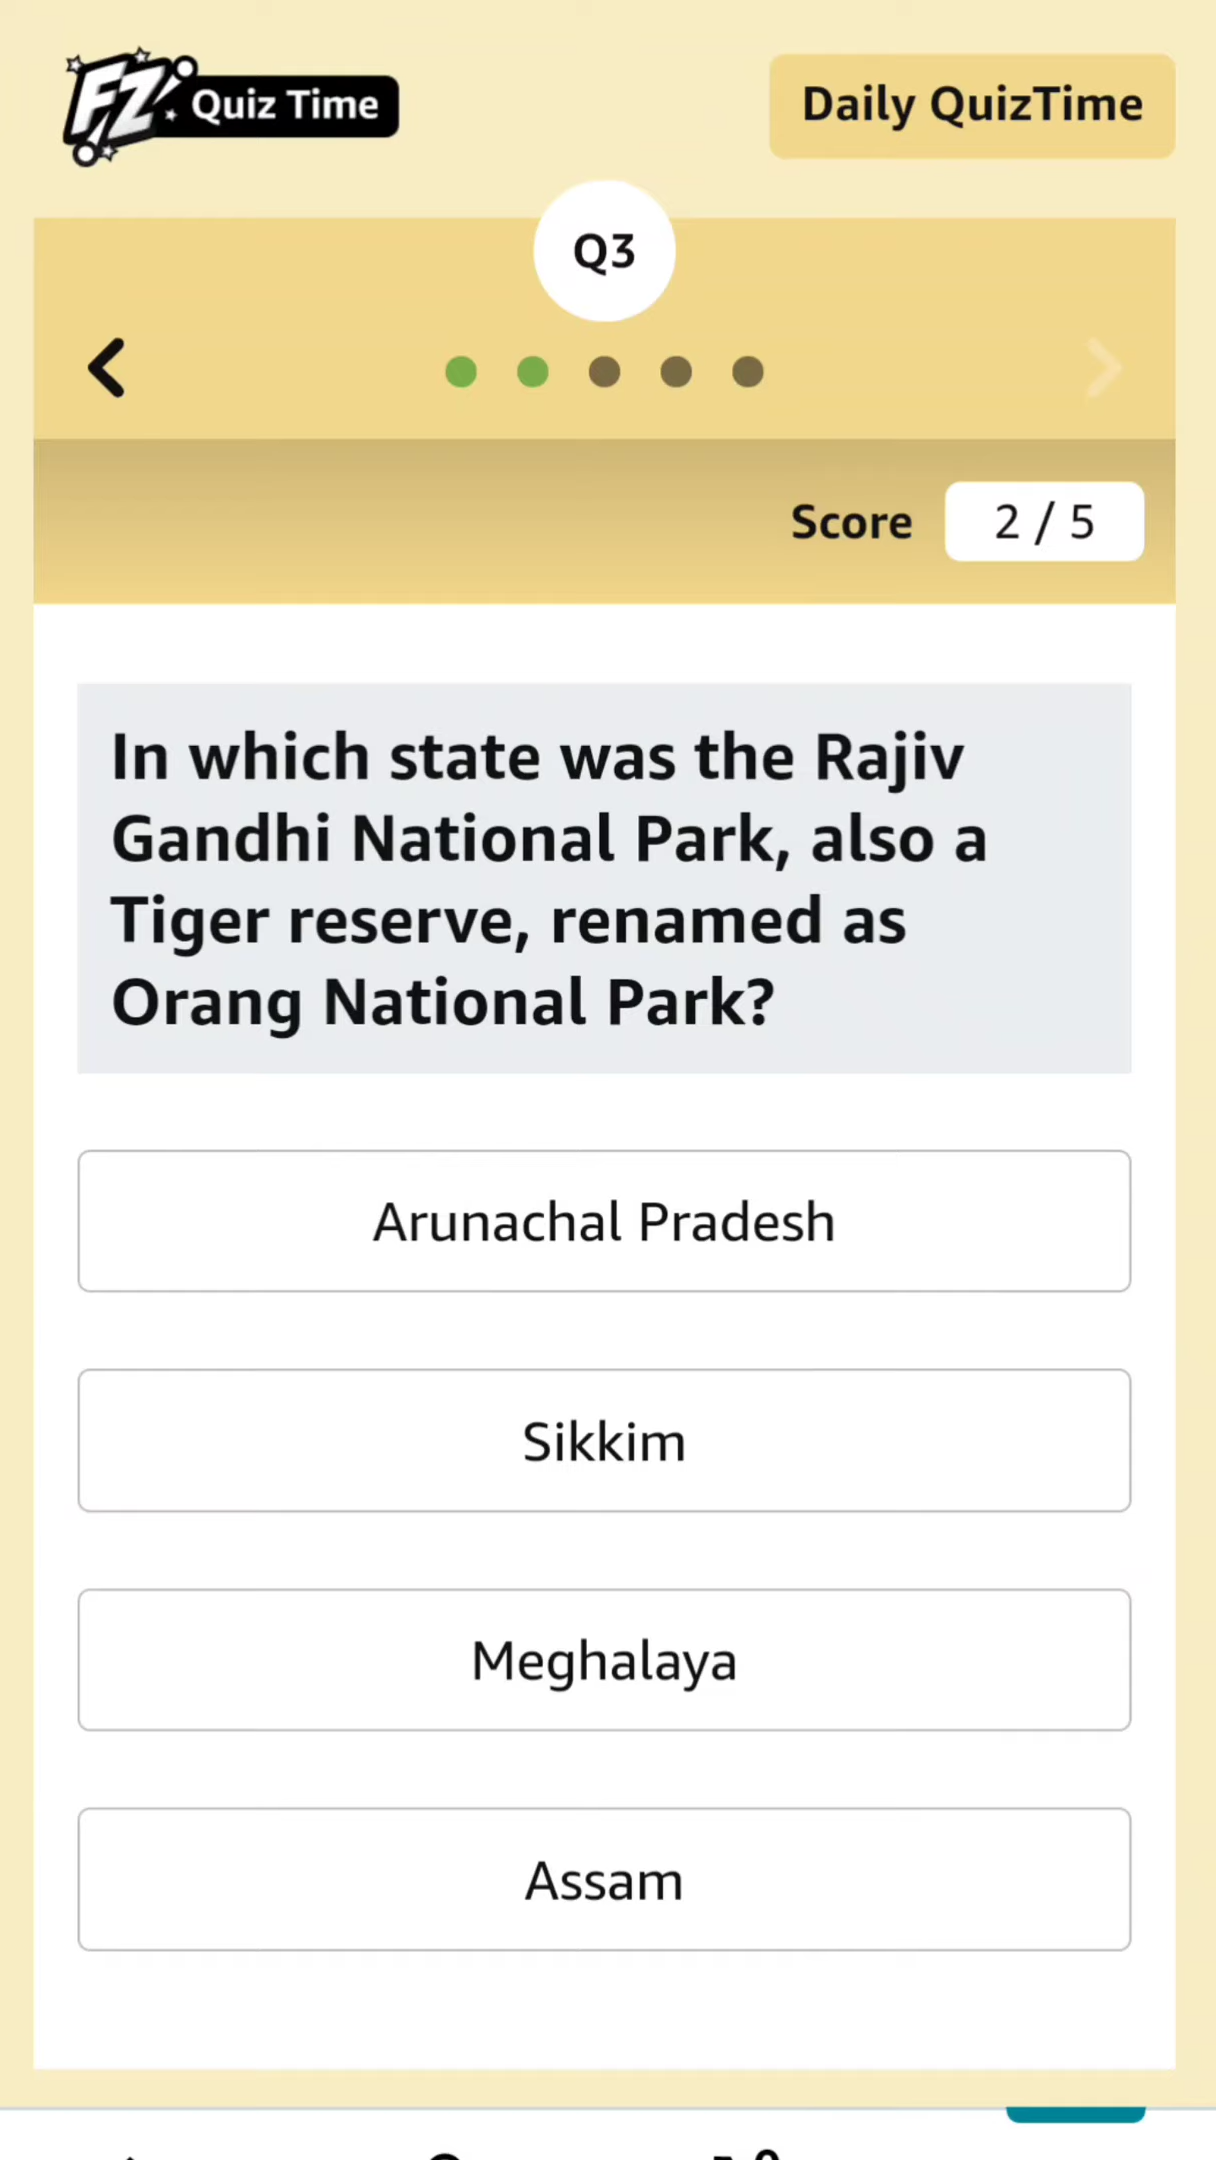 FZ Quiz Time
Daily QuizTime
Q3
Score 2 / 5
In which state was the Rajiv
Gandhi National Park, also a
Tiger reserve, renamed as
Orang National Park?
Arunachal Pradesh
Sikkim
Meghalaya
Assam